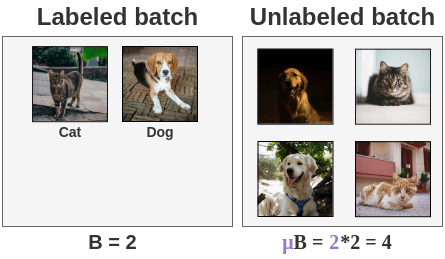 Labeled batch
Unlabeled batch
Cat
Dog
B = 2
μB = 2*2 = 4